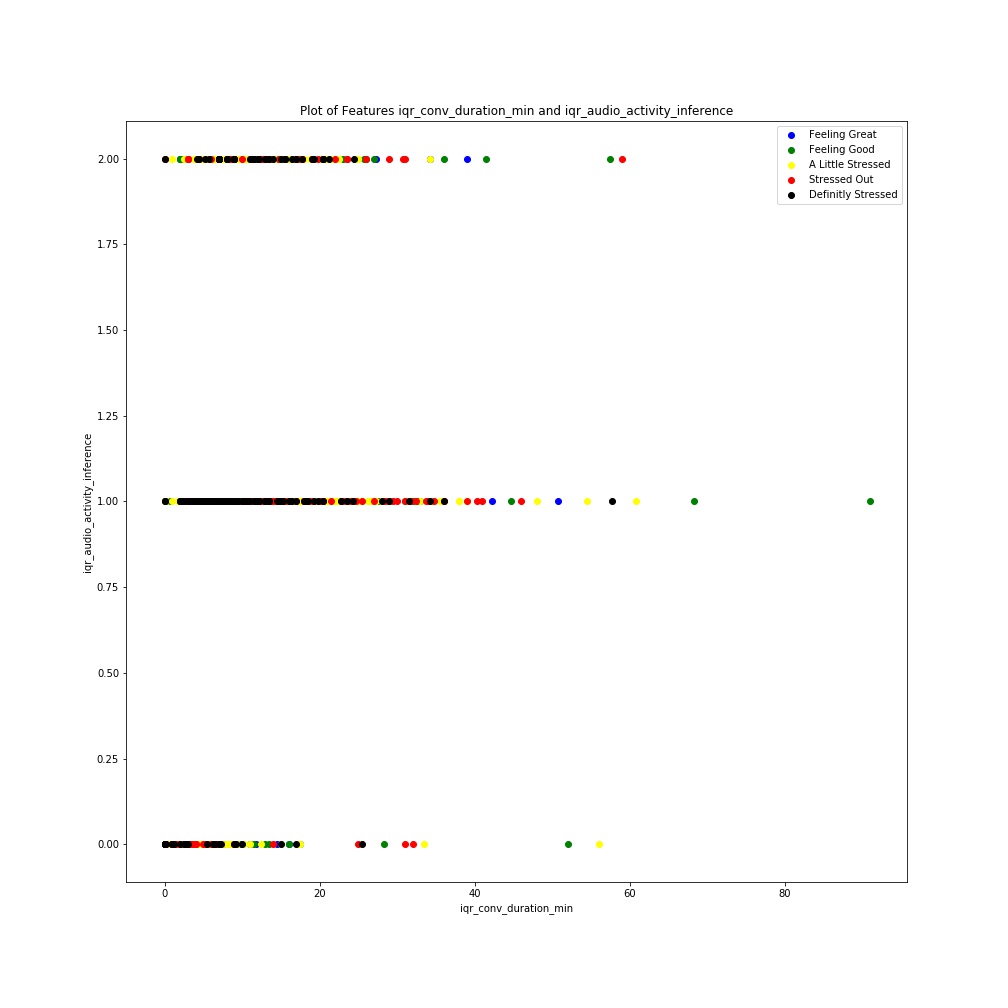 Plot of Features iqr_conv_duration_min and iqr_audio_activity_inference
Feeling Great
Feeling Good
A Little Stressed
Stressed Out
Definitly Stressed
2.00
1.75
1.50
1.25
1.00
0.75
0.50
0.25
0.00
iqr_audio_activity_inference
0 20 40 60 80
iqr_conv_duration_min